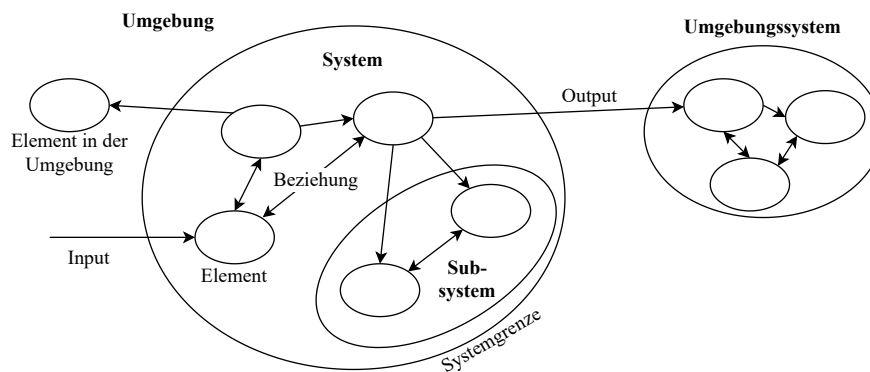 Umgebung
Umgebungssystem
System
Output
Element in der
Umgebung
Beziehung
Input
Element
Sub-
system
Systemgrenze